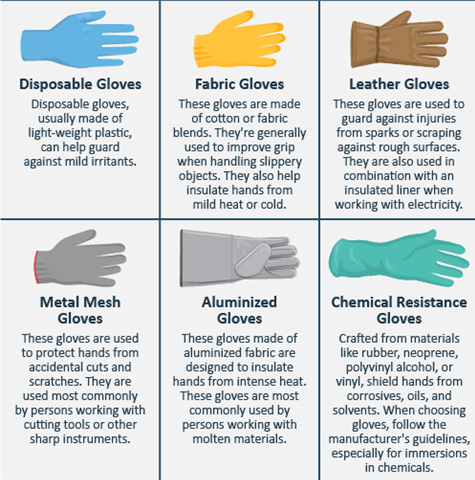 Disposable Gloves
Disposable gloves,
usually made of
light-weight plastic,
can help guard
against mild irritants.
Fabric Gloves
These gloves are made
of cotton or fabric
blends. They're generally
used to improve grip
when handling slippery
objects. They also help
insulate hands from
mild heat or cold.
Leather Gloves
These gloves are used to
guard against injuries
from sparks or scraping
against rough surfaces.
They are also used in
combination with an
insulated liner when
working with electricity.
Metal Mesh
Gloves
These gloves are used
to protect hands from
accidental cuts and
scratches. They are
used most commonly
by persons working with
cutting tools or other
sharp instruments.
Aluminized
Gloves
These gloves made of
aluminized fabric are
designed to insulate
hands from intense heat.
These gloves are most
commonly used by
persons working with
molten materials.
Chemical Resistance
Gloves
Crafted from materials
like rubber, neoprene,
polyvinyl alcohol, or
vinyl, shield hands from
corrosives, oils, and
solvents. When choosing
gloves, follow the
manufacturer's guidelines,
especially for immersions
in chemicals.